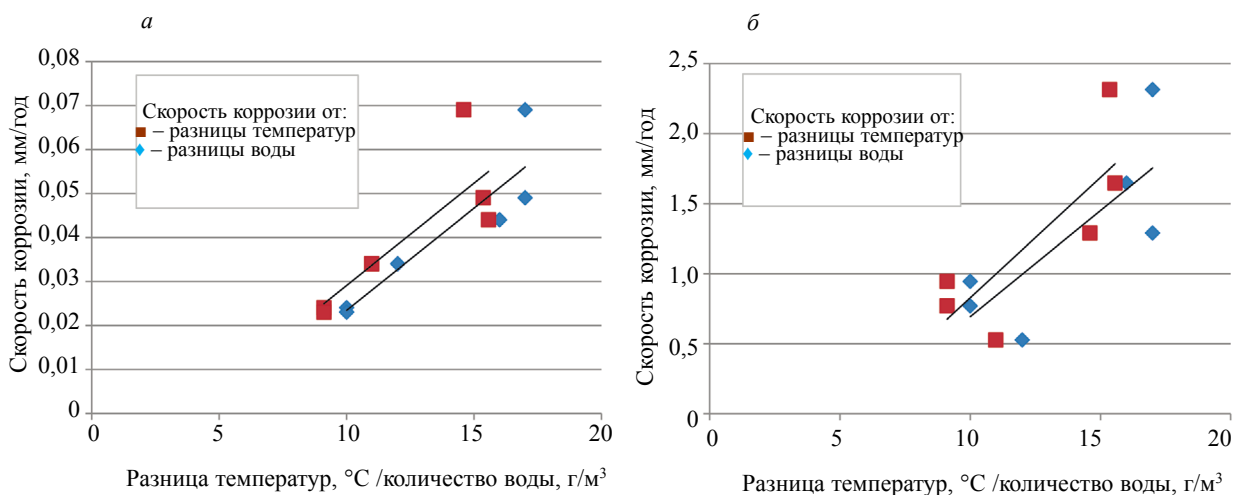 а
0,08
0,07
0,06
0,05
0,04
0,03
0,02
0,01
0
0
5
10
15
20
Скорость коррозии, мм/год
Скорость коррозии от:
– разницы температур
– разницы воды
Разница температур, °С /количество воды, г/м³
б
2,5
2,0
1,5
1,0
0,5
0
0
5
10
15
20
Скорость коррозии, мм/год
Скорость коррозии от:
– разницы температур
– разницы воды
Разница температур, °С /количество воды, г/м³